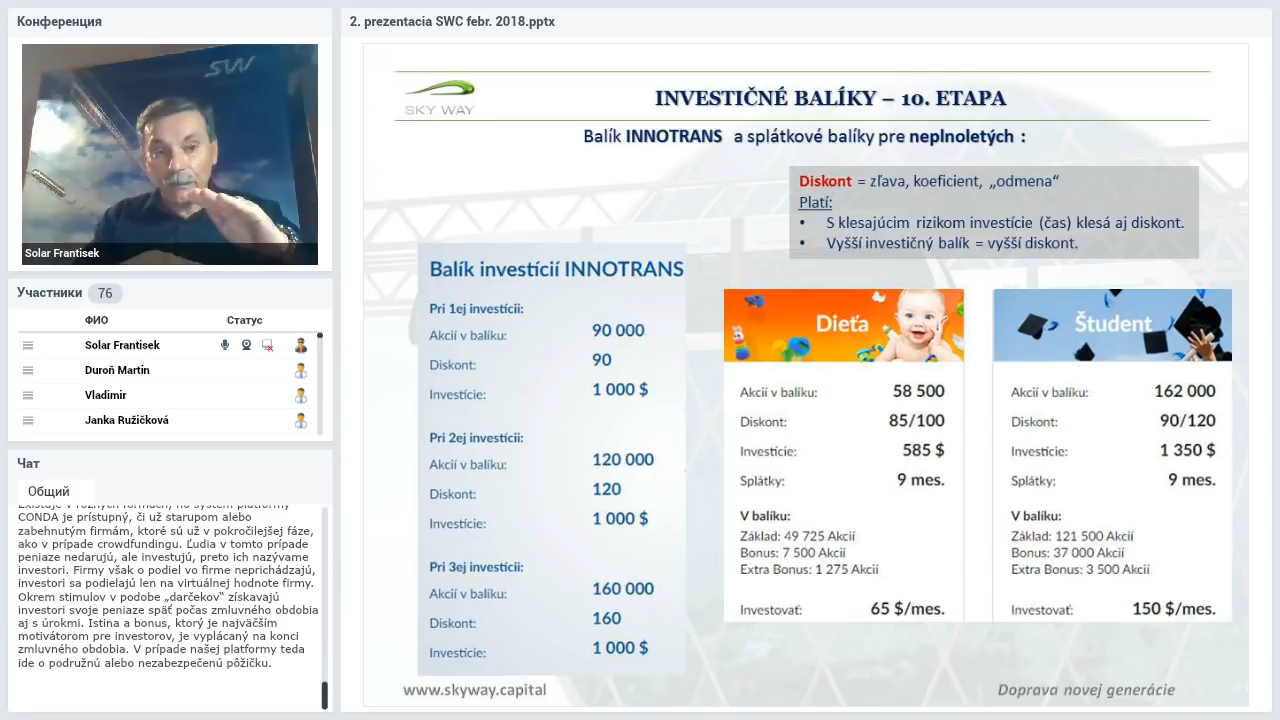 Конференция
SW
Solar Frantisek
Участники 76
ФИО Статус
Solar Frantisek
Duroň Martin
Vladimir
Janka Ružičková
Чат
Общий
CONDA je prístupný, či už starupom alebo
zabehnutým firmám, ktoré sú už v pokročilejšej fáze,
ako v prípade crowdfundingu. Ľudia v tomto prípade
peniaze nedarujú, ale investujú, preto ich nazývame
investori. Firmy však o podiel vo firme neprichádzajú,
investori sa podielajú len na virtuálnej hodnote firmy.
Okrem stimulov v podobe „darčekov“ získavajú
investori svoje peniaze späť počas zmluvného obdobia
aj s úrokmi. Istina a bonus, ktorý je najväčším
motivátorom pre investorov, je vyplácaný na konci
zmluvného obdobia. V prípade našej platformy teda
ide o podružnú alebo nezabezpečenú pôžičku.
2. prezentacia SWC febr. 2018.pptx
SKY WAY
INVESTIČNÉ BALÍKY – 10. ETAPA
Balík INNOTRANS a splátkové balíky pre neplnoletých :
Diskont = zľava, koeficient, „odmena“
Platí:
• S klesajúcim rizikom investície (čas) klesá aj diskont.
• Vyšší investičný balík = vyšší diskont.
Balík investícií INNOTRANS
Pri 1ej investícii:
Akcií v balíku: 90 000
Diskont: 90
Investície: 1 000 $
Pri 2ej investícii:
Akcií v balíku: 120 000
Diskont: 120
Investície: 1 000 $
Pri 3ej investícii:
Akcií v balíku: 160 000
Diskont: 160
Investície: 1 000 $
Dieťa
Akcií v balíku: 58 500
Diskont: 85/100
Investície: 585 $
Splátky: 9 mes.
V balíku:
Základ: 49 725 Akcií
Bonus: 7 500 Akcií
Extra Bonus: 1 275 Akcií
Investovať: 65 $/mes.
Študent
Akcií v balíku: 162 000
Diskont: 90/120
Investície: 1 350 $
Splátky: 9 mes.
V balíku:
Základ: 121 500 Akcií
Bonus: 37 000 Akcií
Extra Bonus: 3 500 Akcií
Investovať: 150 $/mes.
www.skyway.capital
Doprava novej generácie